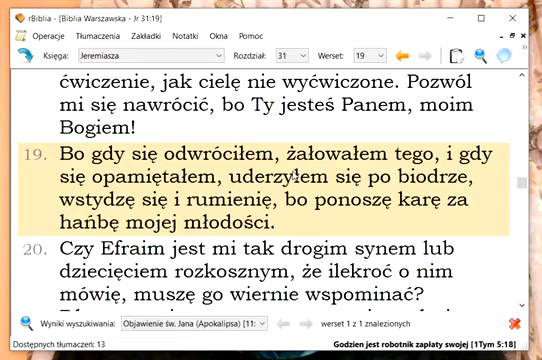 rBiblia - [Biblia Warszawska - Jr 31:19]
Operacje Tłumaczenia Zakładki Notatki Okna Pomoc
Księga: Jeremiasza Rozdział: 31 Werset: 19
ćwiczenie, jak cielę nie wyćwiczone. Pozwól
mi się nawrócić, bo Ty jesteś Panem, moim
Bogiem!
19. Bo gdy się odwróciłem, żałowałem tego, i gdy
się opamiętałem, uderzyłem się po biodrze,
wstydzę się i rumienię, bo ponoszę karę za
hańbę mojej młodości.
20. Czy Efraim jest mi tak drogim synem lub
dziecięciem rozkosznym, że ilekroć o nim
mówię, muszę go wiernie wspominać?
Wyniki wyszukiwania: Objawienie św. Jana (Apokalipsa) [11: werset 1 z 1 znalezionych
Dostępnych tłumaczeń: 13 Godzien jest robotnik zapłaty swojej [1Tym 5:18]